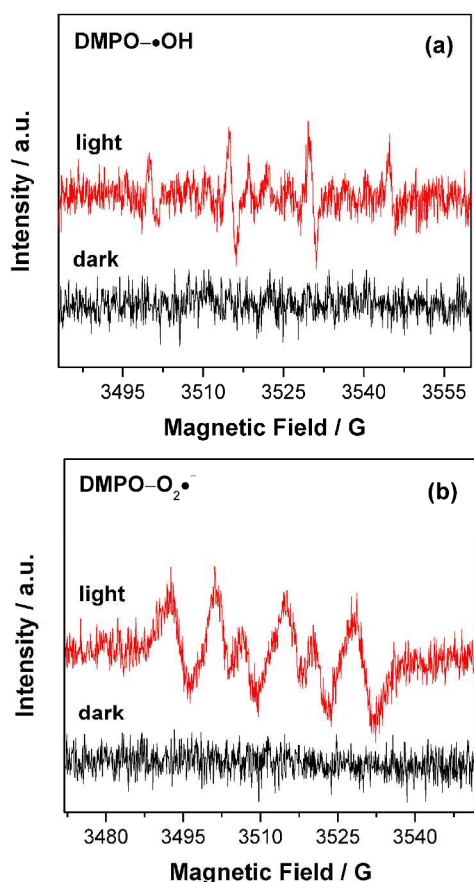 DMPO–•OH (a)
light
dark
Intensity / a.u.
3495 3510 3525 3540 3555
Magnetic Field / G
DMPO–O₂•⁻ (b)
light
dark
Intensity / a.u.
3480 3495 3510 3525 3540
Magnetic Field / G